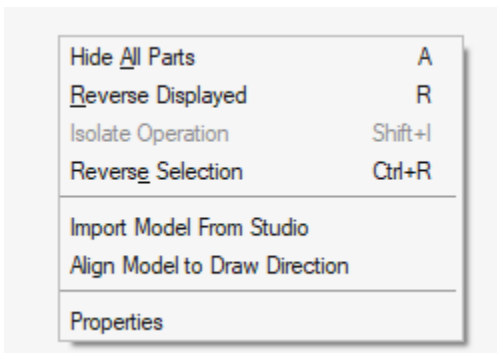 Hide All Parts A
Reverse Displayed R
Isolate Operation Shift+I
Reverse Selection Ctrl+R
Import Model From Studio
Align Model to Draw Direction
Properties